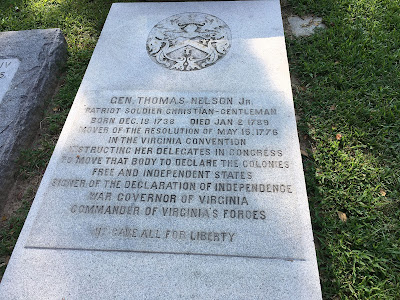 GEN. THOMAS NELSON JR.
PATRIOT SOLDIER CHRISTIAN-GENTLEMAN
BORN DEC. 19 1738 DIED JAN 2 1789
MOVER OF THE RESOLUTION OF MAY 15, 1776
IN THE VIRGINIA CONVENTION
INSTRUCTING HER DELEGATES IN CONGRESS
TO MOVE THAT BODY TO DECLARE THE COLONIES
FREE AND INDEPENDENT STATES
SIGNER OF THE DECLARATION OF INDEPENDENCE
WAR GOVERNOR OF VIRGINIA
COMMANDER OF VIRGINIA'S FORCES
HE GAVE ALL FOR LIBERTY